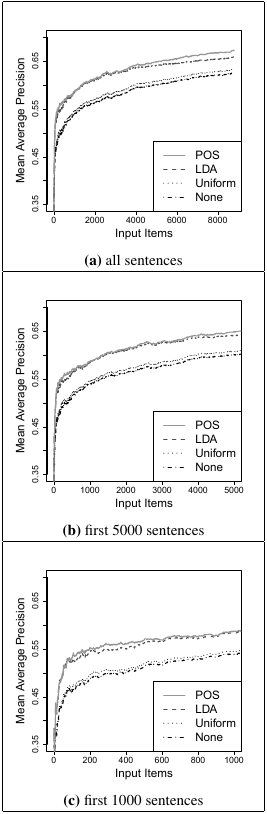 Mean Average Precision
0.35 0.45 0.55 0.65
POS
LDA
Uniform
None
0 2000 4000 6000 8000
Input Items
(a) all sentences
Mean Average Precision
0.35 0.45 0.55 0.65
POS
LDA
Uniform
None
0 1000 2000 3000 4000 5000
Input Items
(b) first 5000 sentences
Mean Average Precision
0.35 0.45 0.55 0.65
POS
LDA
Uniform
None
0 200 400 600 800 1000
Input Items
(c) first 1000 sentences